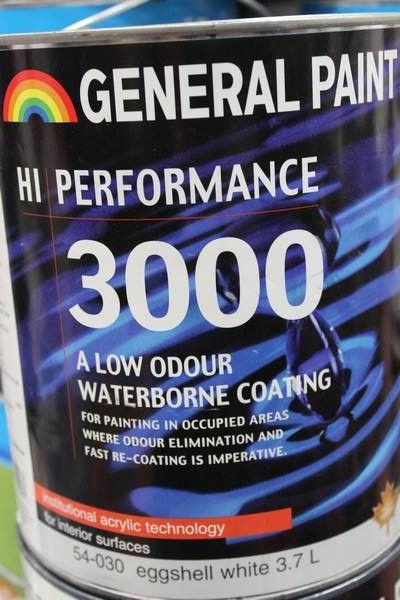 GENERAL PAINT
HI PERFORMANCE
3000
A LOW ODOUR
WATERBORNE COATING
FOR PAINTING IN OCCUPIED AREAS
WHERE ODOUR ELIMINATION AND
FAST RE-COATING IS IMPERATIVE.
institutional acrylic technology
for interior surfaces
54-030 eggshell white 3.7 L